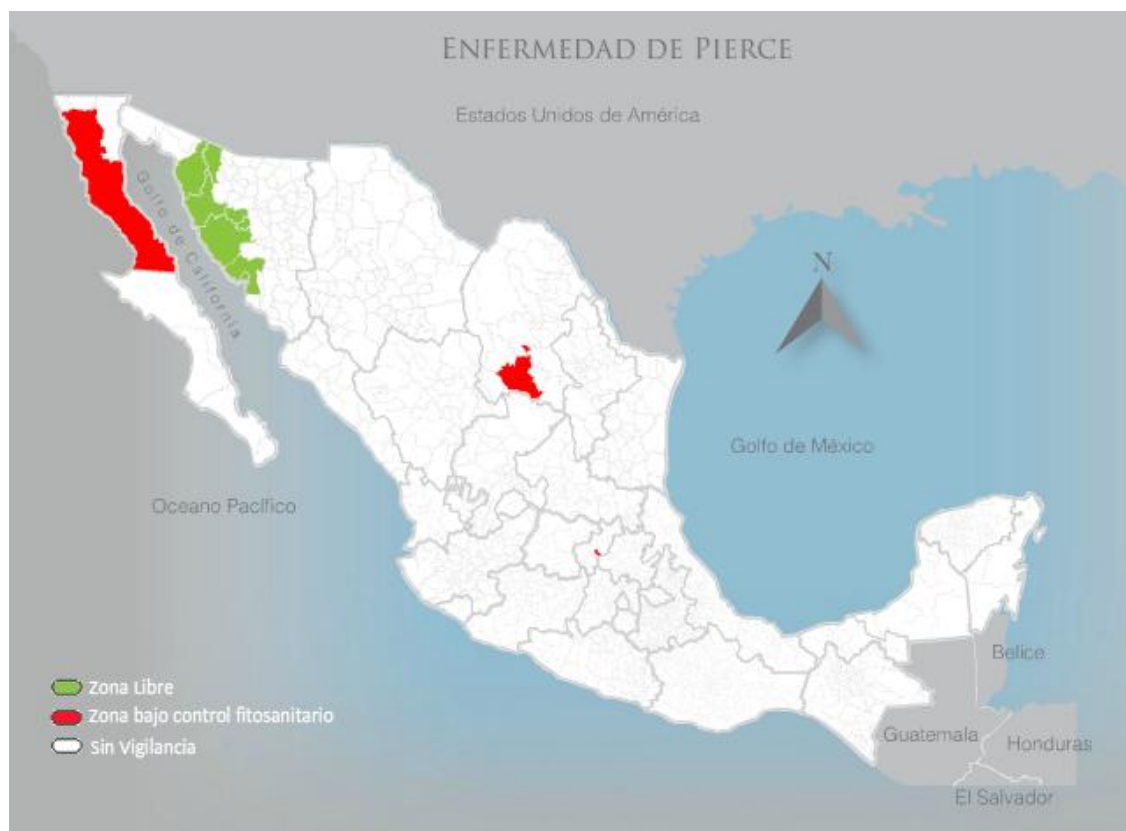 ENFERMEDAD DE PIERCE
Estados Unidos de América
Golfo de California
N
Golfo de México
Oceano Pacífico
Belice
Zona Libre
Zona bajo control fitosanitario
Sin Vigilancia
Guatemala
Honduras
El Salvador